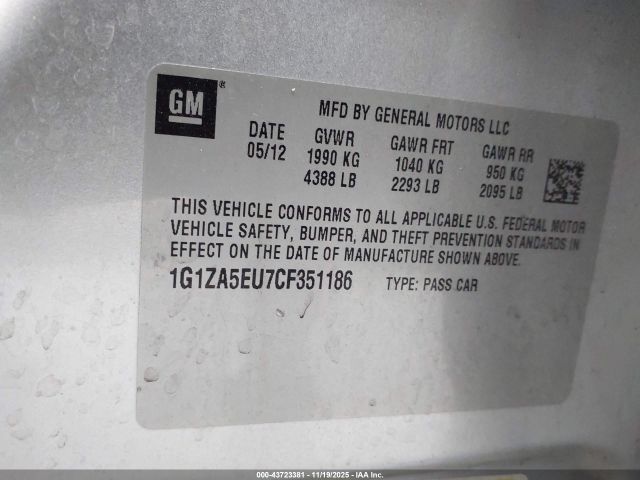 GM®
MFD BY GENERAL MOTORS LLC
DATE GVWR GAWR FRT GAWR RR
05/12 1990 KG 1040 KG 950 KG
4388 LB 2293 LB 2095 LB
THIS VEHICLE CONFORMS TO ALL APPLICABLE U.S. FEDERAL MOTOR
VEHICLE SAFETY, BUMPER, AND THEFT PREVENTION STANDARDS IN
EFFECT ON THE DATE OF MANUFACTURE SHOWN ABOVE.
1G1ZA5EU7CF351186 TYPE: PASS CAR
000-43723381 - 11/19/2025 - IAA Inc.